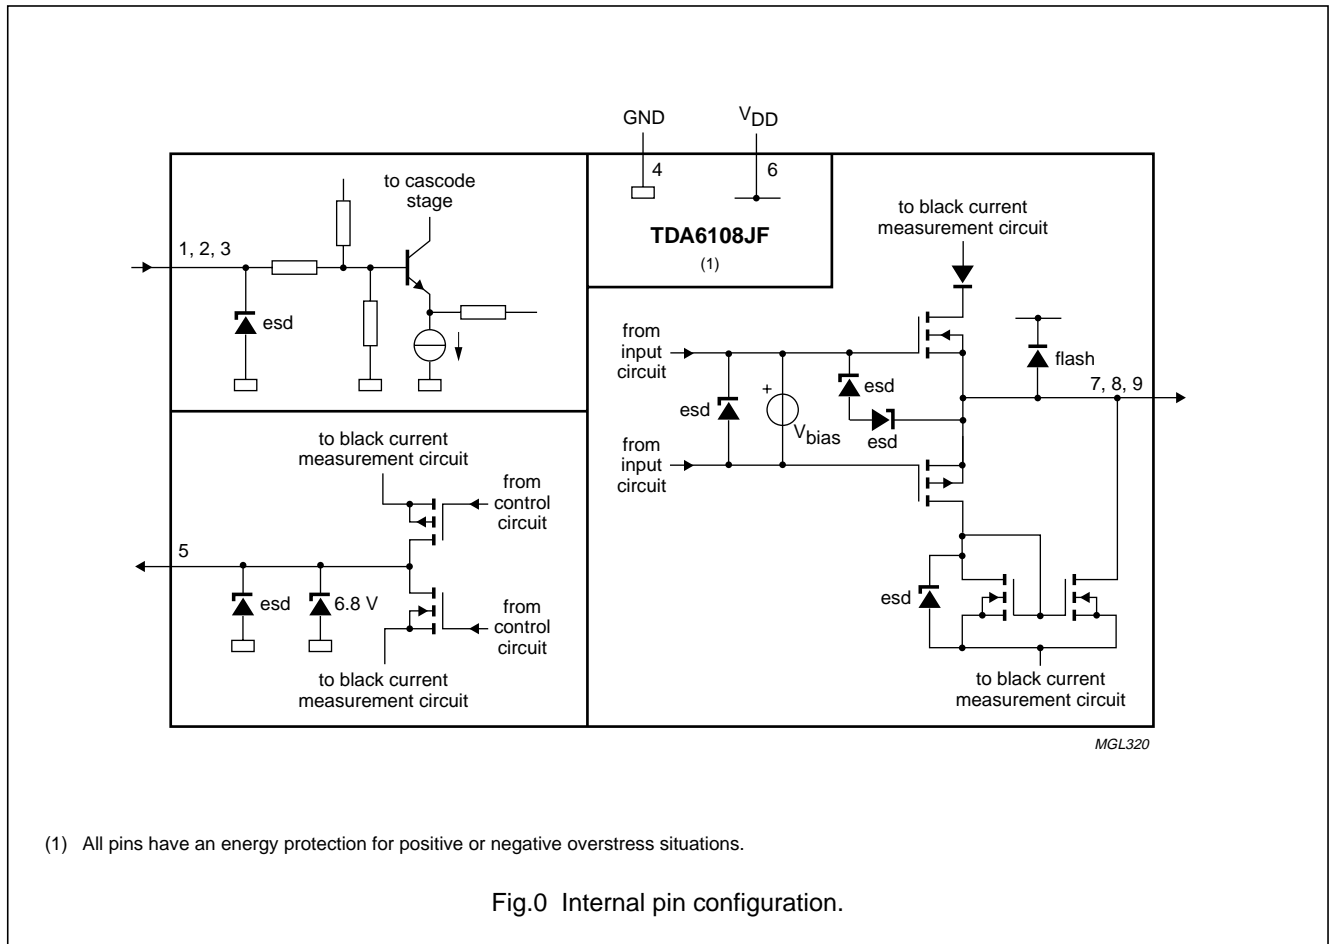 GND
V_DD
4
6
TDA6108JF
(1)
to cascode
stage
1, 2, 3
esd
to black current
measurement circuit
from
input
circuit
flash
7, 8, 9
esd
esd
+
V_bias
esd
from
input
circuit
to black current
measurement circuit
from
control
circuit
5
esd
6.8 V
from
control
circuit
to black current
measurement circuit
esd
to black current
measurement circuit
MGL320
(1) All pins have an energy protection for positive or negative overstress situations.
Fig.0 Internal pin configuration.